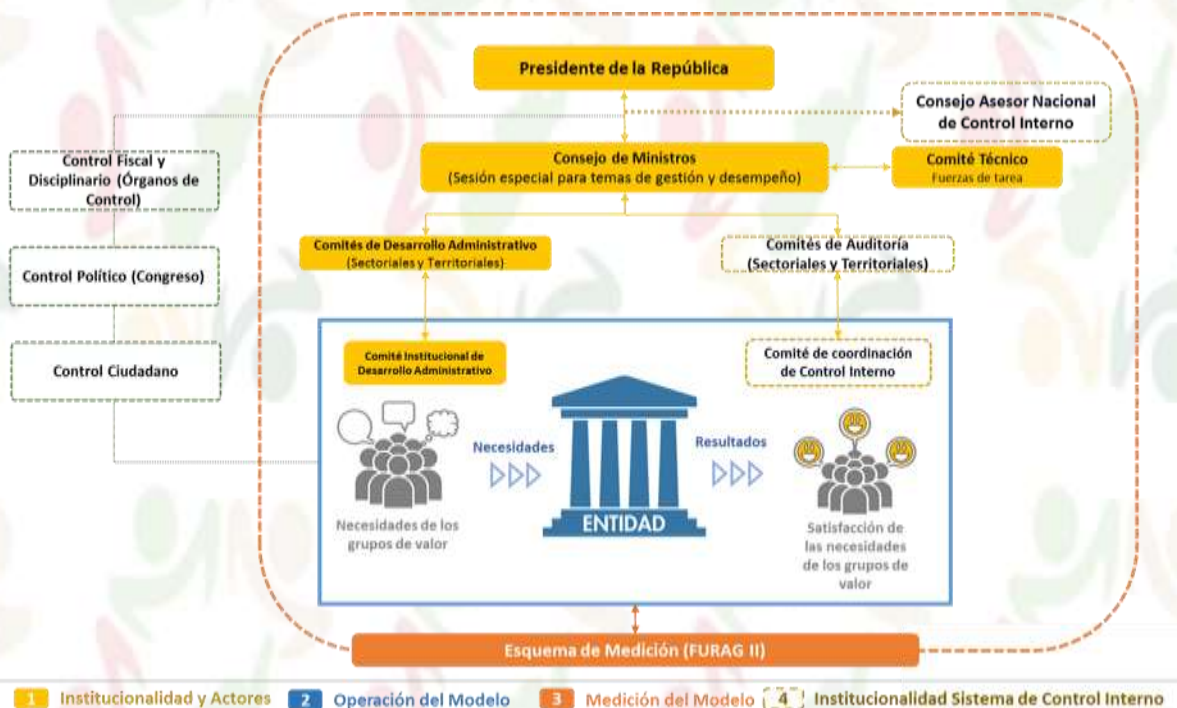 Presidente de la República
Consejo Asesor Nacional
de Control Interno
Control Fiscal y
Disciplinario (Órganos de
Control)
Consejo de Ministros
(Sesión especial para temas de gestión y desempeño)
Comité Técnico
Fuerzas de tarea
Comités de Desarrollo Administrativo
(Sectoriales y Territoriales)
Comités de Auditoría
(Sectoriales y Territoriales)
Control Político (Congreso)
Control Ciudadano
Comité Institucional de
Desarrollo Administrativo
Comité de coordinación
de Control Interno
Necesidades
Resultados
ENTIDAD
Necesidades de los
grupos de valor
Satisfacción de
las necesidades
de los grupos de
valor
Esquema de Medición (FURAG II)
1 Institucionalidad y Actores
2 Operación del Modelo
3 Medición del Modelo
4 Institucionalidad Sistema de Control Interno